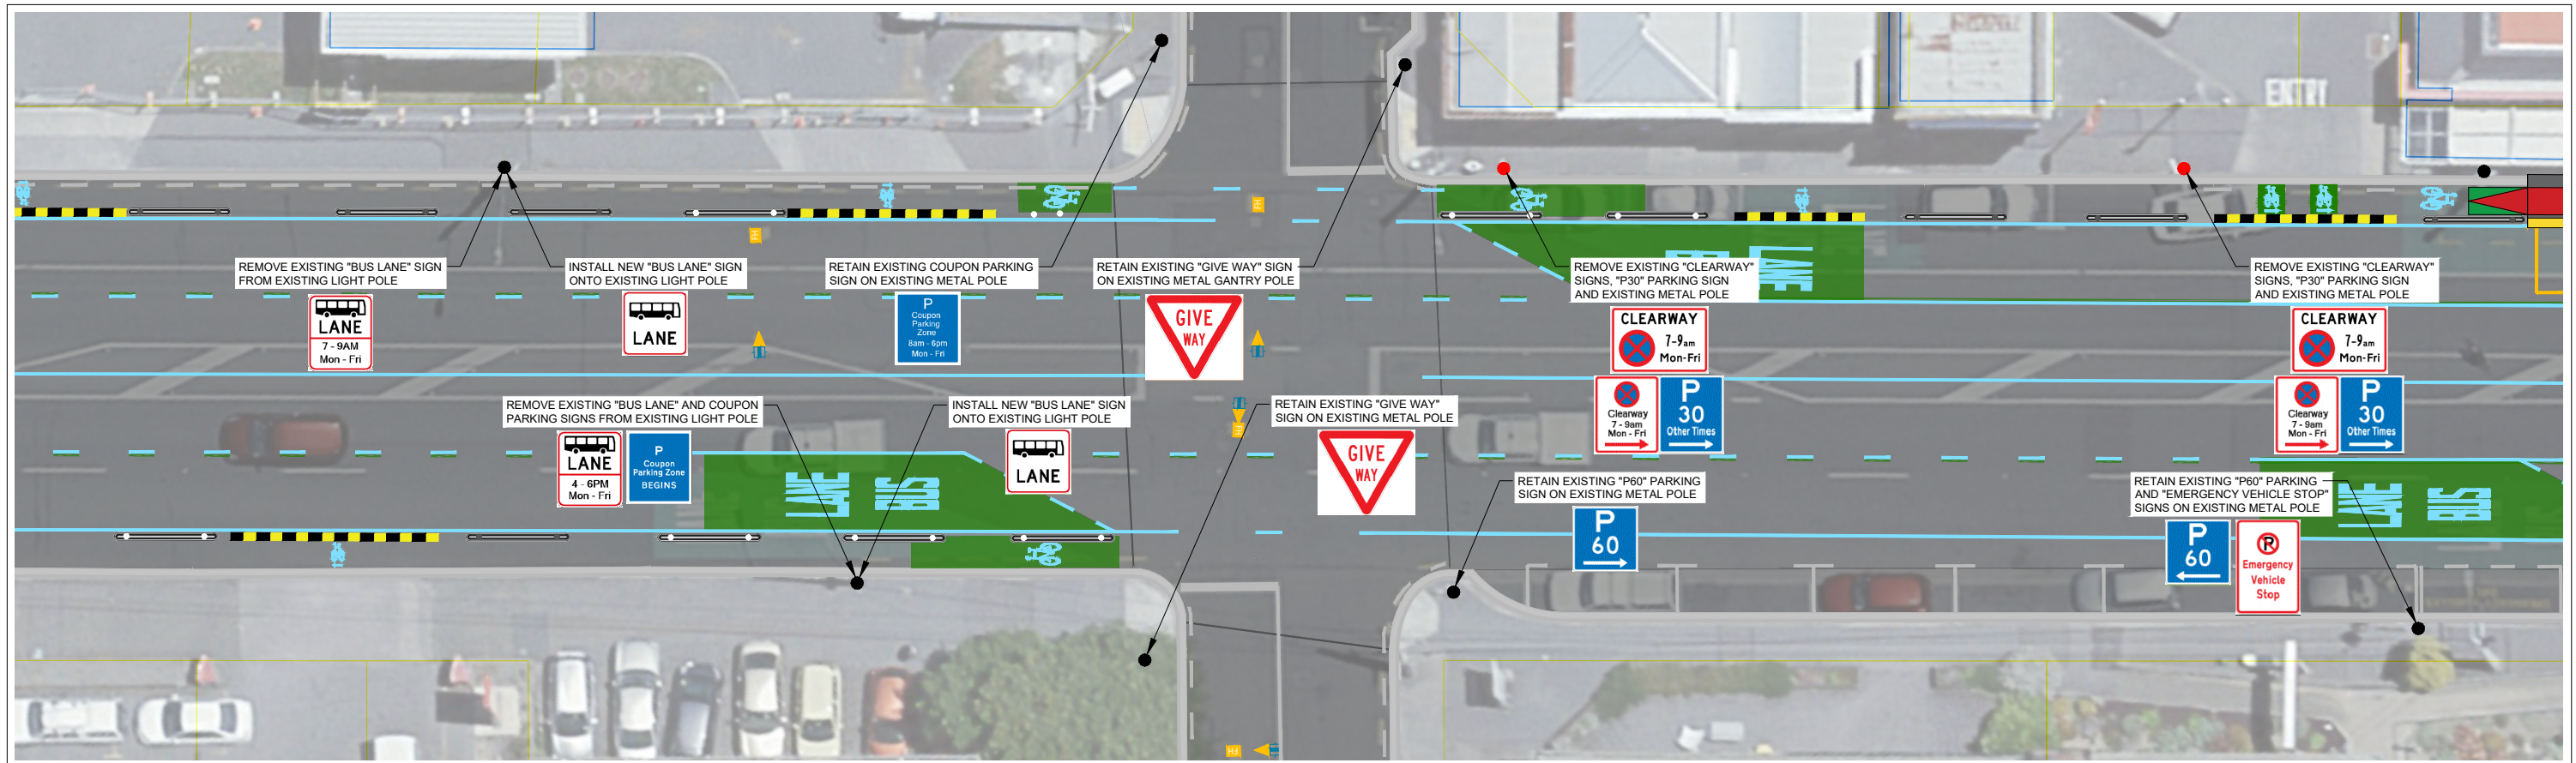 ENTRY
REMOVE EXISTING "BUS LANE" SIGN
FROM EXISTING LIGHT POLE
LANE
7 - 9AM
Mon - Fri
INSTALL NEW "BUS LANE" SIGN
ONTO EXISTING LIGHT POLE
LANE
RETAIN EXISTING COUPON PARKING
SIGN ON EXISTING METAL POLE
P
Coupon
Parking
Zone
8am - 6pm
Mon - Fri
RETAIN EXISTING "GIVE WAY" SIGN
ON EXISTING METAL GANTRY POLE
GIVE
WAY
REMOVE EXISTING "CLEARWAY"
SIGNS, "P30" PARKING SIGN
AND EXISTING METAL POLE
CLEARWAY
7-9am
Mon-Fri
Clearway
7 - 9am
Mon - Fri
P
30
Other Times
REMOVE EXISTING "CLEARWAY"
SIGNS, "P30" PARKING SIGN
AND EXISTING METAL POLE
CLEARWAY
7-9am
Mon-Fri
Clearway
7 - 9am
Mon - Fri
P
30
Other Times
REMOVE EXISTING "BUS LANE" AND COUPON
PARKING SIGNS FROM EXISTING LIGHT POLE
LANE
4 - 6PM
Mon - Fri
P
Coupon
Parking Zone
BEGINS
INSTALL NEW "BUS LANE" SIGN
ONTO EXISTING LIGHT POLE
LANE
LANE
BUS
RETAIN EXISTING "GIVE WAY"
SIGN ON EXISTING METAL POLE
GIVE
WAY
RETAIN EXISTING "P60" PARKING
SIGN ON EXISTING METAL POLE
P
60
RETAIN EXISTING "P60" PARKING
AND "EMERGENCY VEHICLE STOP"
SIGNS ON EXISTING METAL POLE
P
60
P
Emergency
Vehicle
Stop
LANE
BUS
FH
FH
FH
FH